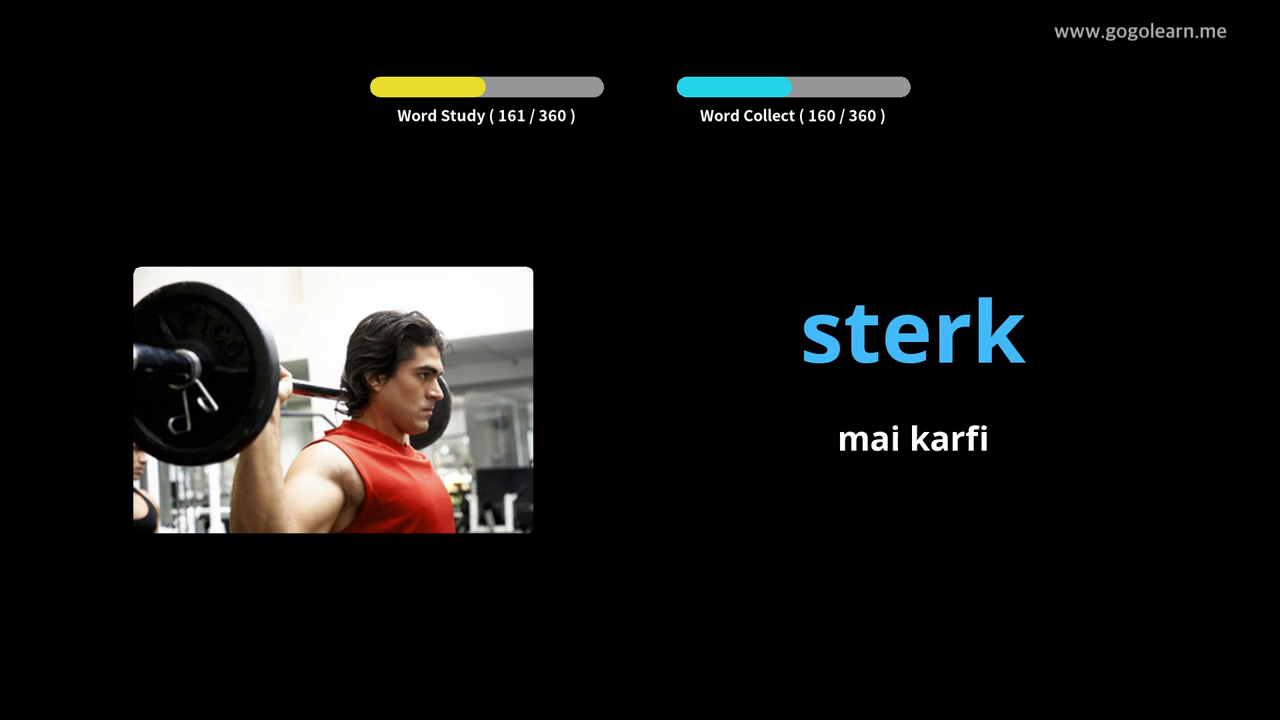 www.gogolearn.me
Word Study ( 161 / 360 )
Word Collect ( 160 / 360 )
sterk
mai karfi